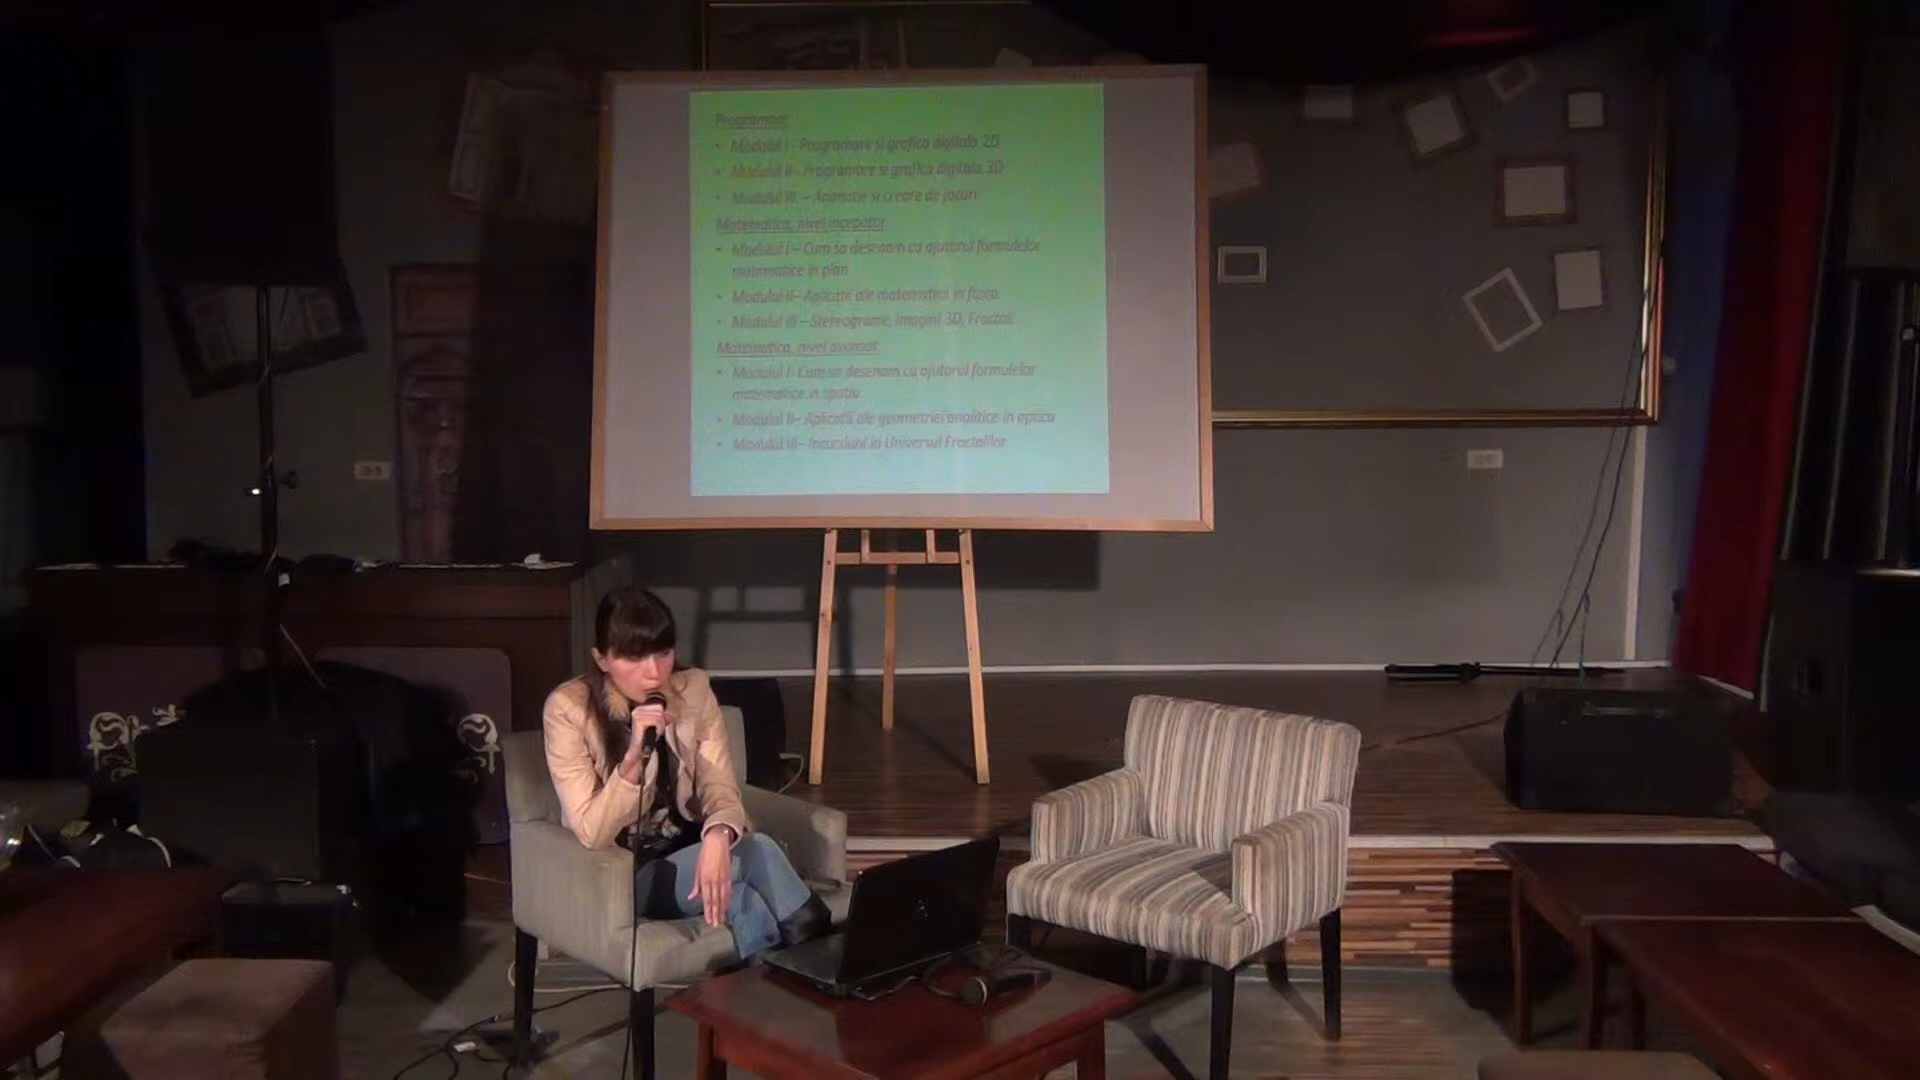 Programare
• Modulul I - Programare si grafica digitala 2D
• Modulul II - Programare si grafica digitala 3D
• Modulul III – Animatie si creare de jocuri
Matematica, nivel incepator
• Modulul I – Cum sa desenam cu ajutorul formulelor
matematice in plan
• Modulul II– Aplicatii ale matematicii in
• Modulul III – Stereograme, imagini 3D, Fractali
Matematica, nivel avansat
• Modulul I- Cum sa desenam cu ajutorul formulelor
matematice in spatiu
• Modulul II– Aplicatii ale geometriei analitice in optica
• Modulul III– Incursiuni in Universul Fractalilor